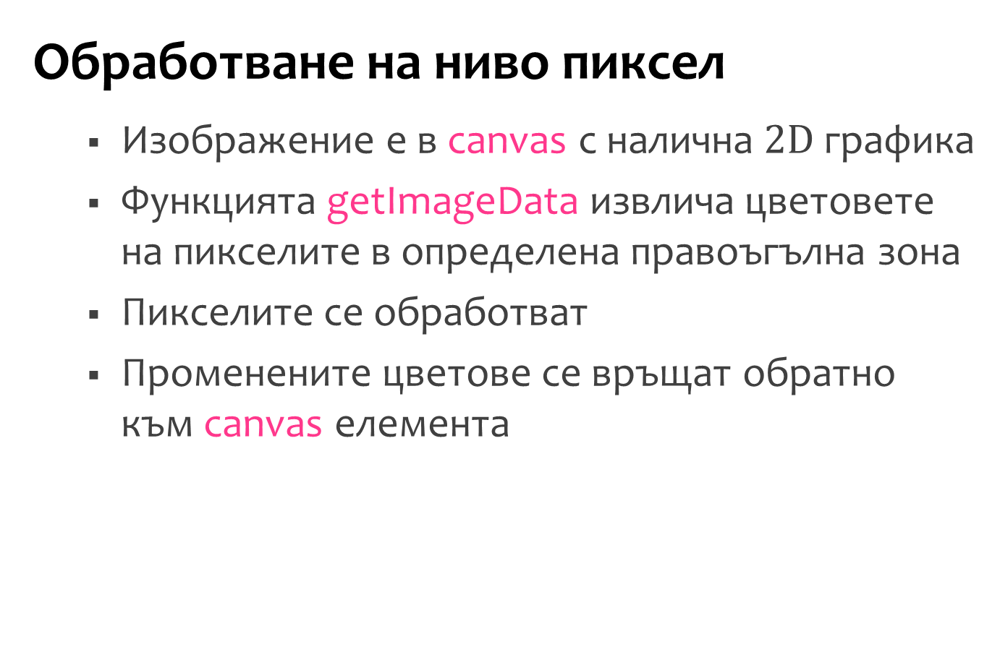 Обработване на ниво пиксел
▪ Изображение е в canvas с налична 2D графика
▪ Функцията getImageData извлича цветовете
на пикселите в определена правоъгълна зона
▪ Пикселите се обработват
▪ Променените цветове се връщат обратно
към canvas елемента